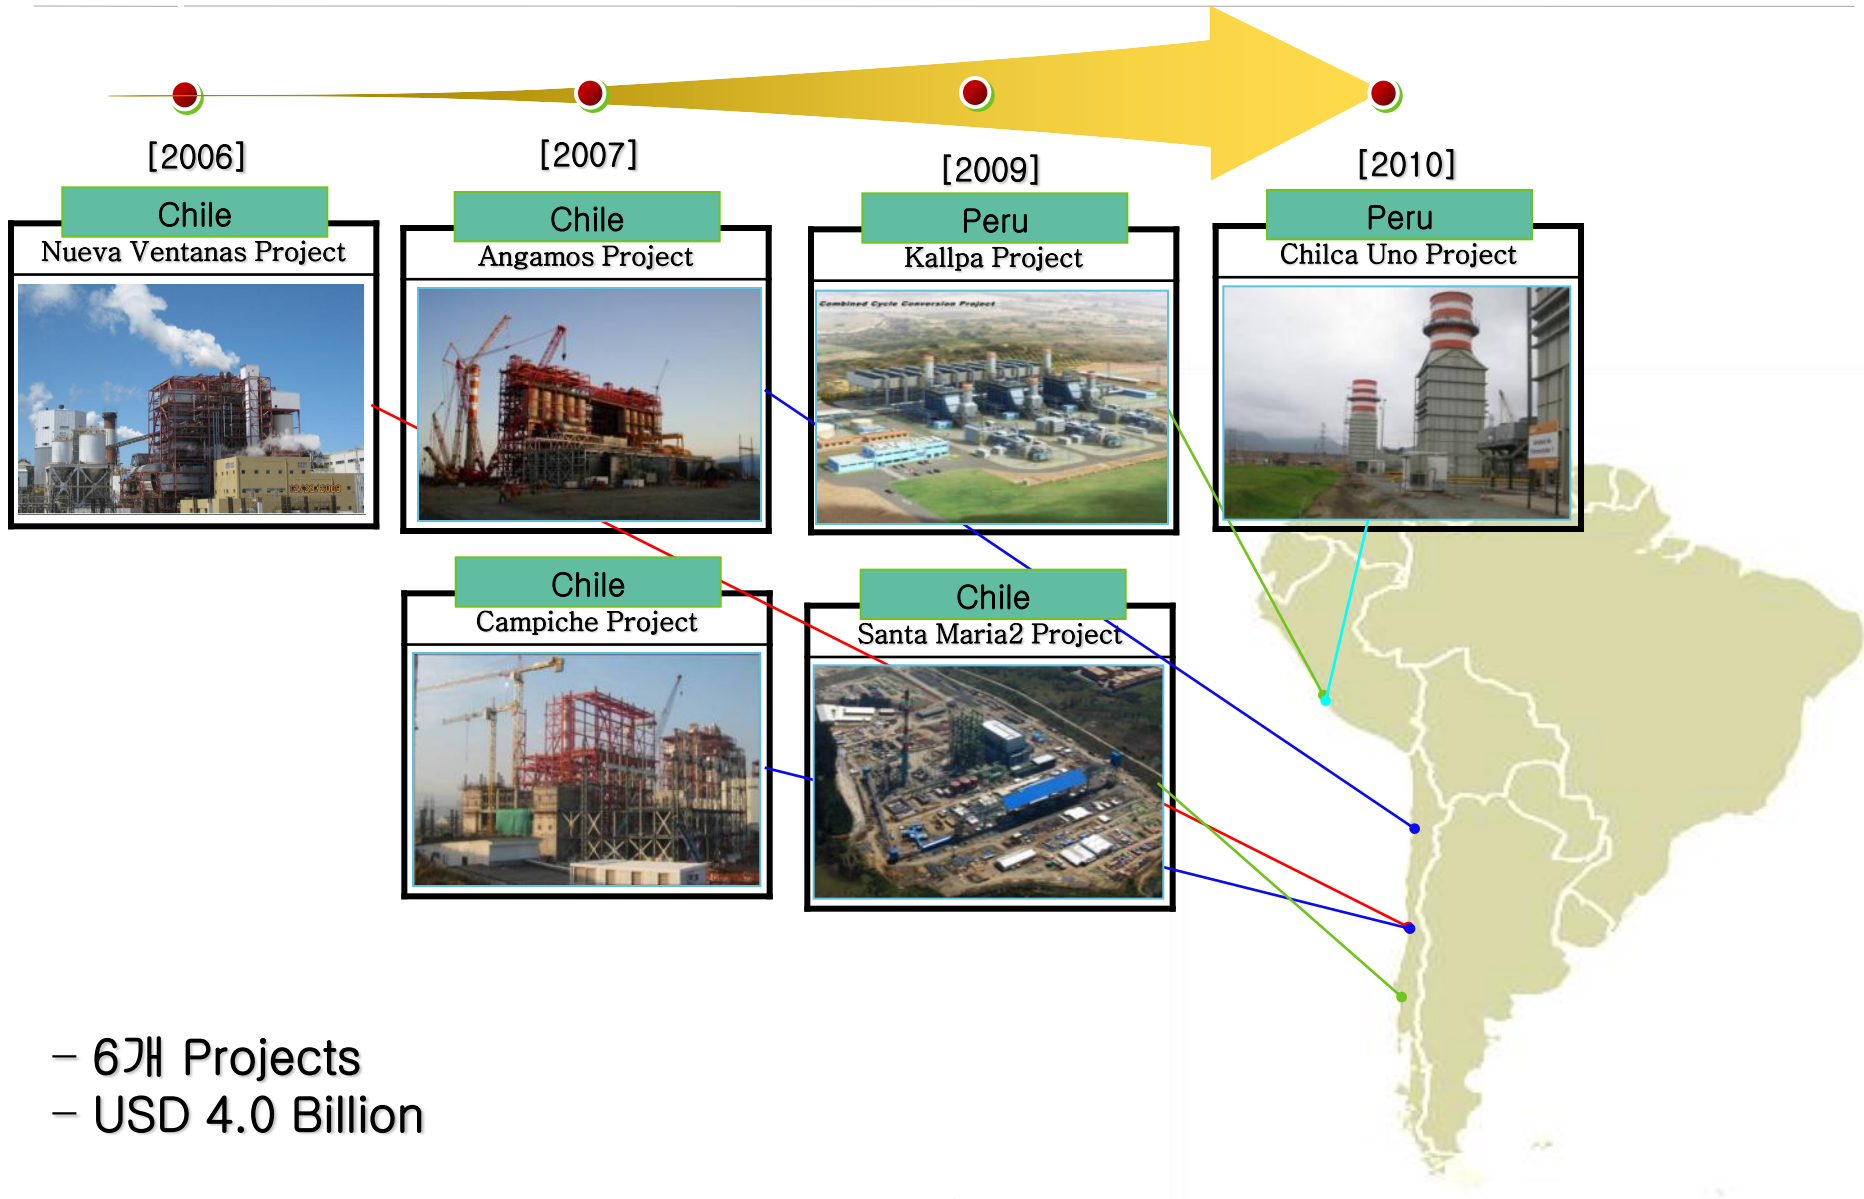 [2006]
[2007]
[2009]
[2010]
Chile
Nueva Ventanas Project
Chile
Angamos Project
Peru
Kallpa Project
Combined Cycle Conversion Project
Peru
Chilca Uno Project
Chile
Campiche Project
Chile
Santa Maria2 Project
– 6개 Projects
– USD 4.0 Billion